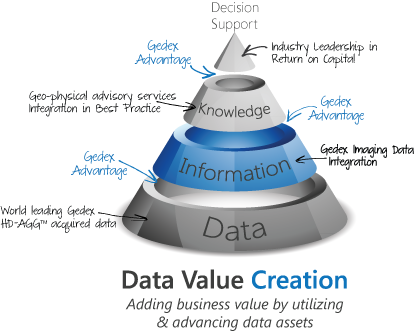 Decision
Support
Gedex
Advantage
Industry Leadership in
Return on Capital
Geo-physical advisory services
Integration in Best Practice
Knowledge
Gedex
Advantage
Gedex
Advantage
Information
Gedex Imaging Data
Integration
World leading Gedex
HD-AGG™ acquired data
Data
Data Value Creation
Adding business value by utilizing
& advancing data assets